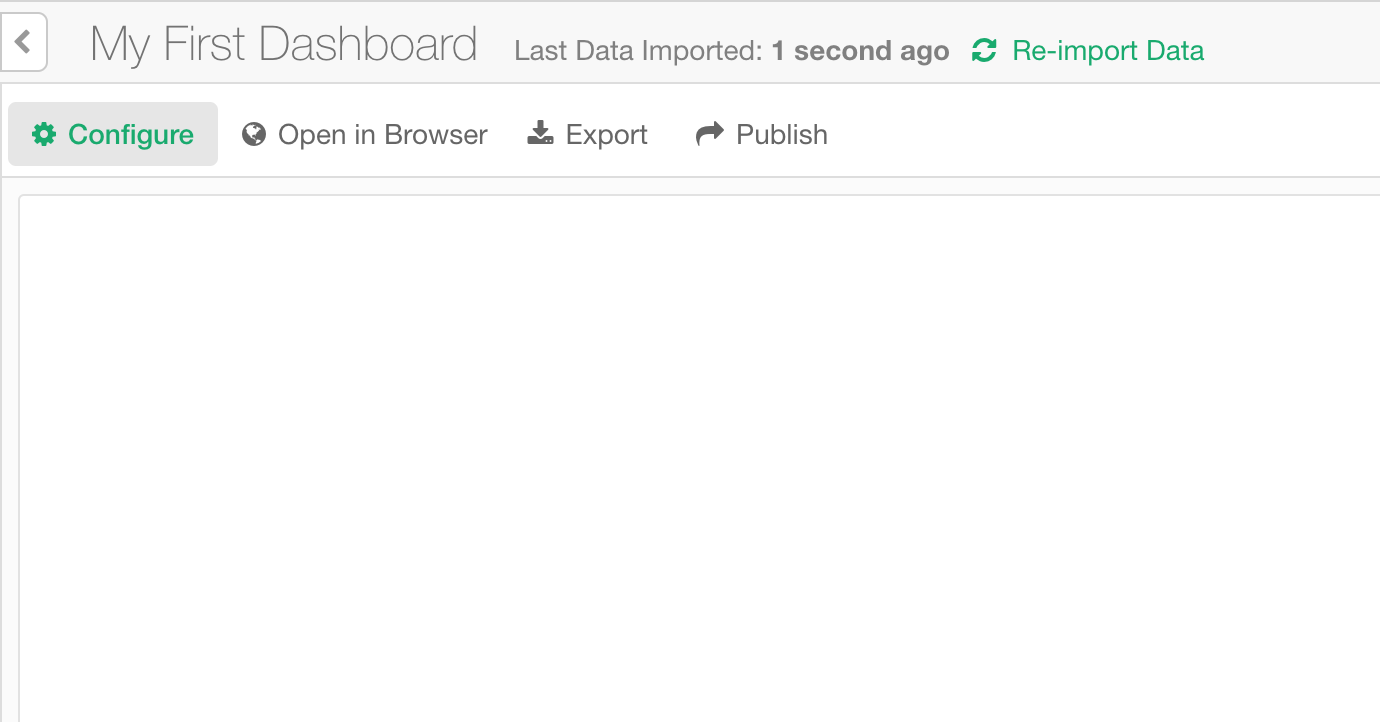 My First Dashboard Last Data Imported: 1 second ago Re-import Data
Configure Open in Browser Export Publish